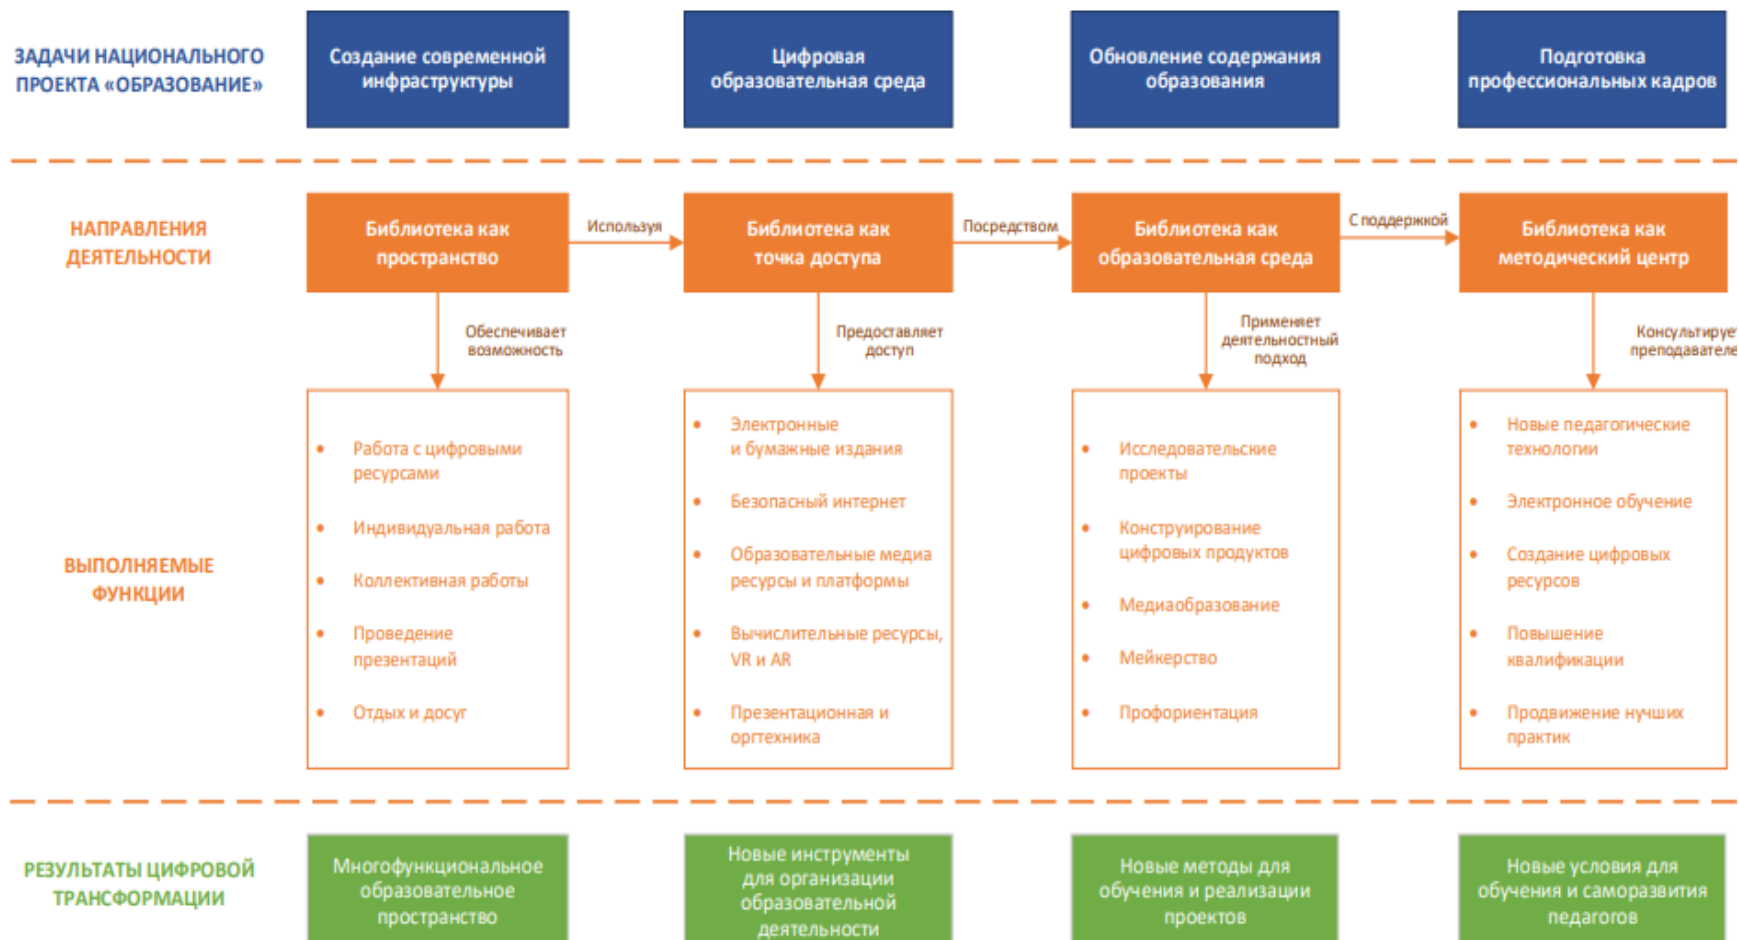 ЗАДАЧИ НАЦИОНАЛЬНОГО
ПРОЕКТА «ОБРАЗОВАНИЕ»
Создание современной
инфраструктуры
Цифровая
образовательная среда
Обновление содержания
образования
Подготовка
профессиональных кадров
НАПРАВЛЕНИЯ
ДЕЯТЕЛЬНОСТИ
Библиотека как
пространство
Используя
Библиотека как
точка доступа
Посредством
Библиотека как
образовательная среда
С поддержкой
Библиотека как
методический центр
Обеспечивает
возможность
Предоставляет
доступ
Применяет
деятельностный
подход
Консультирует
преподавателе
ВЫПОЛНЯЕМЫЕ
ФУНКЦИИ
• Работа с цифровыми
ресурсами
• Индивидуальная работа
• Коллективная работы
• Проведение
презентаций
• Отдых и досуг
• Электронные
и бумажные издания
• Безопасный интернет
• Образовательные медиа
ресурсы и платформы
• Вычислительные ресурсы,
VR и AR
• Презентационная и
оргтехника
• Исследовательские
проекты
• Конструирование
цифровых продуктов
• Медиаобразование
• Мейкерство
• Профориентация
• Новые педагогические
технологии
• Электронное обучение
• Создание цифровых
ресурсов
• Повышение
квалификации
• Продвижение нучших
практик
РЕЗУЛЬТАТЫ ЦИФРОВОЙ
ТРАНСФОРМАЦИИ
Многофункциональное
образовательное
пространство
Новые инструменты
для организации
образовательной
деятельности
Новые методы для
обучения и реализации
проектов
Новые условия для
обучения и саморазвития
педагогов